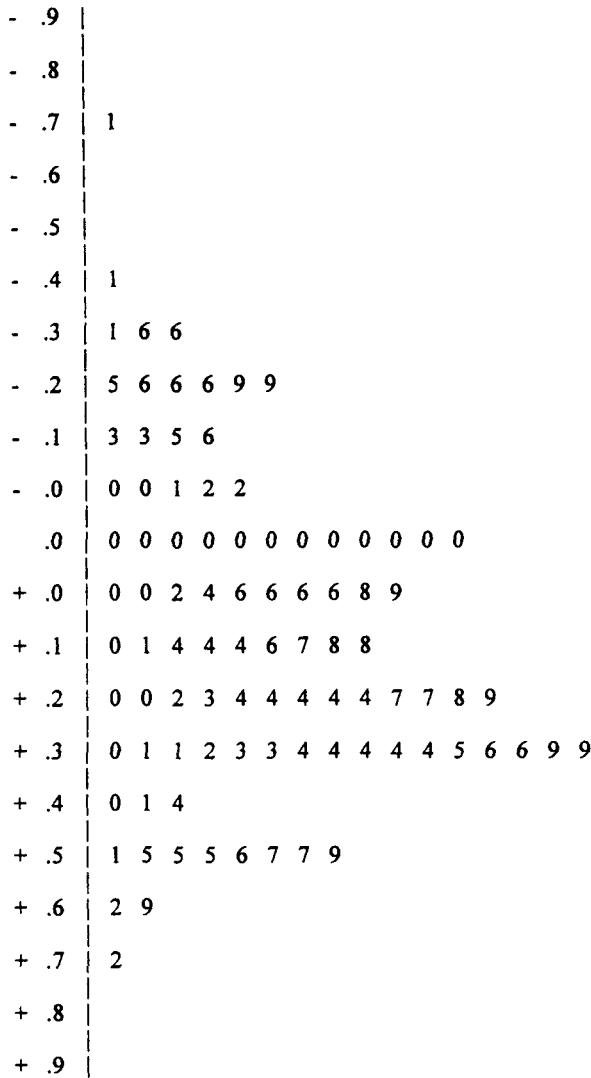 - .9 |
- .8 |
- .7 | 1
- .6 |
- .5 |
- .4 | 1
- .3 | 1 6 6
- .2 | 5 6 6 6 9 9
- .1 | 3 3 5 6
- .0 | 0 0 1 2 2
.0 | 0 0 0 0 0 0 0 0 0 0 0 0
+ .0 | 0 0 2 4 6 6 6 6 8 9
+ .1 | 0 1 4 4 4 6 7 8 8
+ .2 | 0 0 2 3 4 4 4 4 4 7 7 8 9
+ .3 | 0 1 1 2 3 3 4 4 4 4 4 5 6 6 9 9
+ .4 | 0 1 4
+ .5 | 1 5 5 5 6 7 7 9
+ .6 | 2 9
+ .7 | 2
+ .8 |
+ .9 |